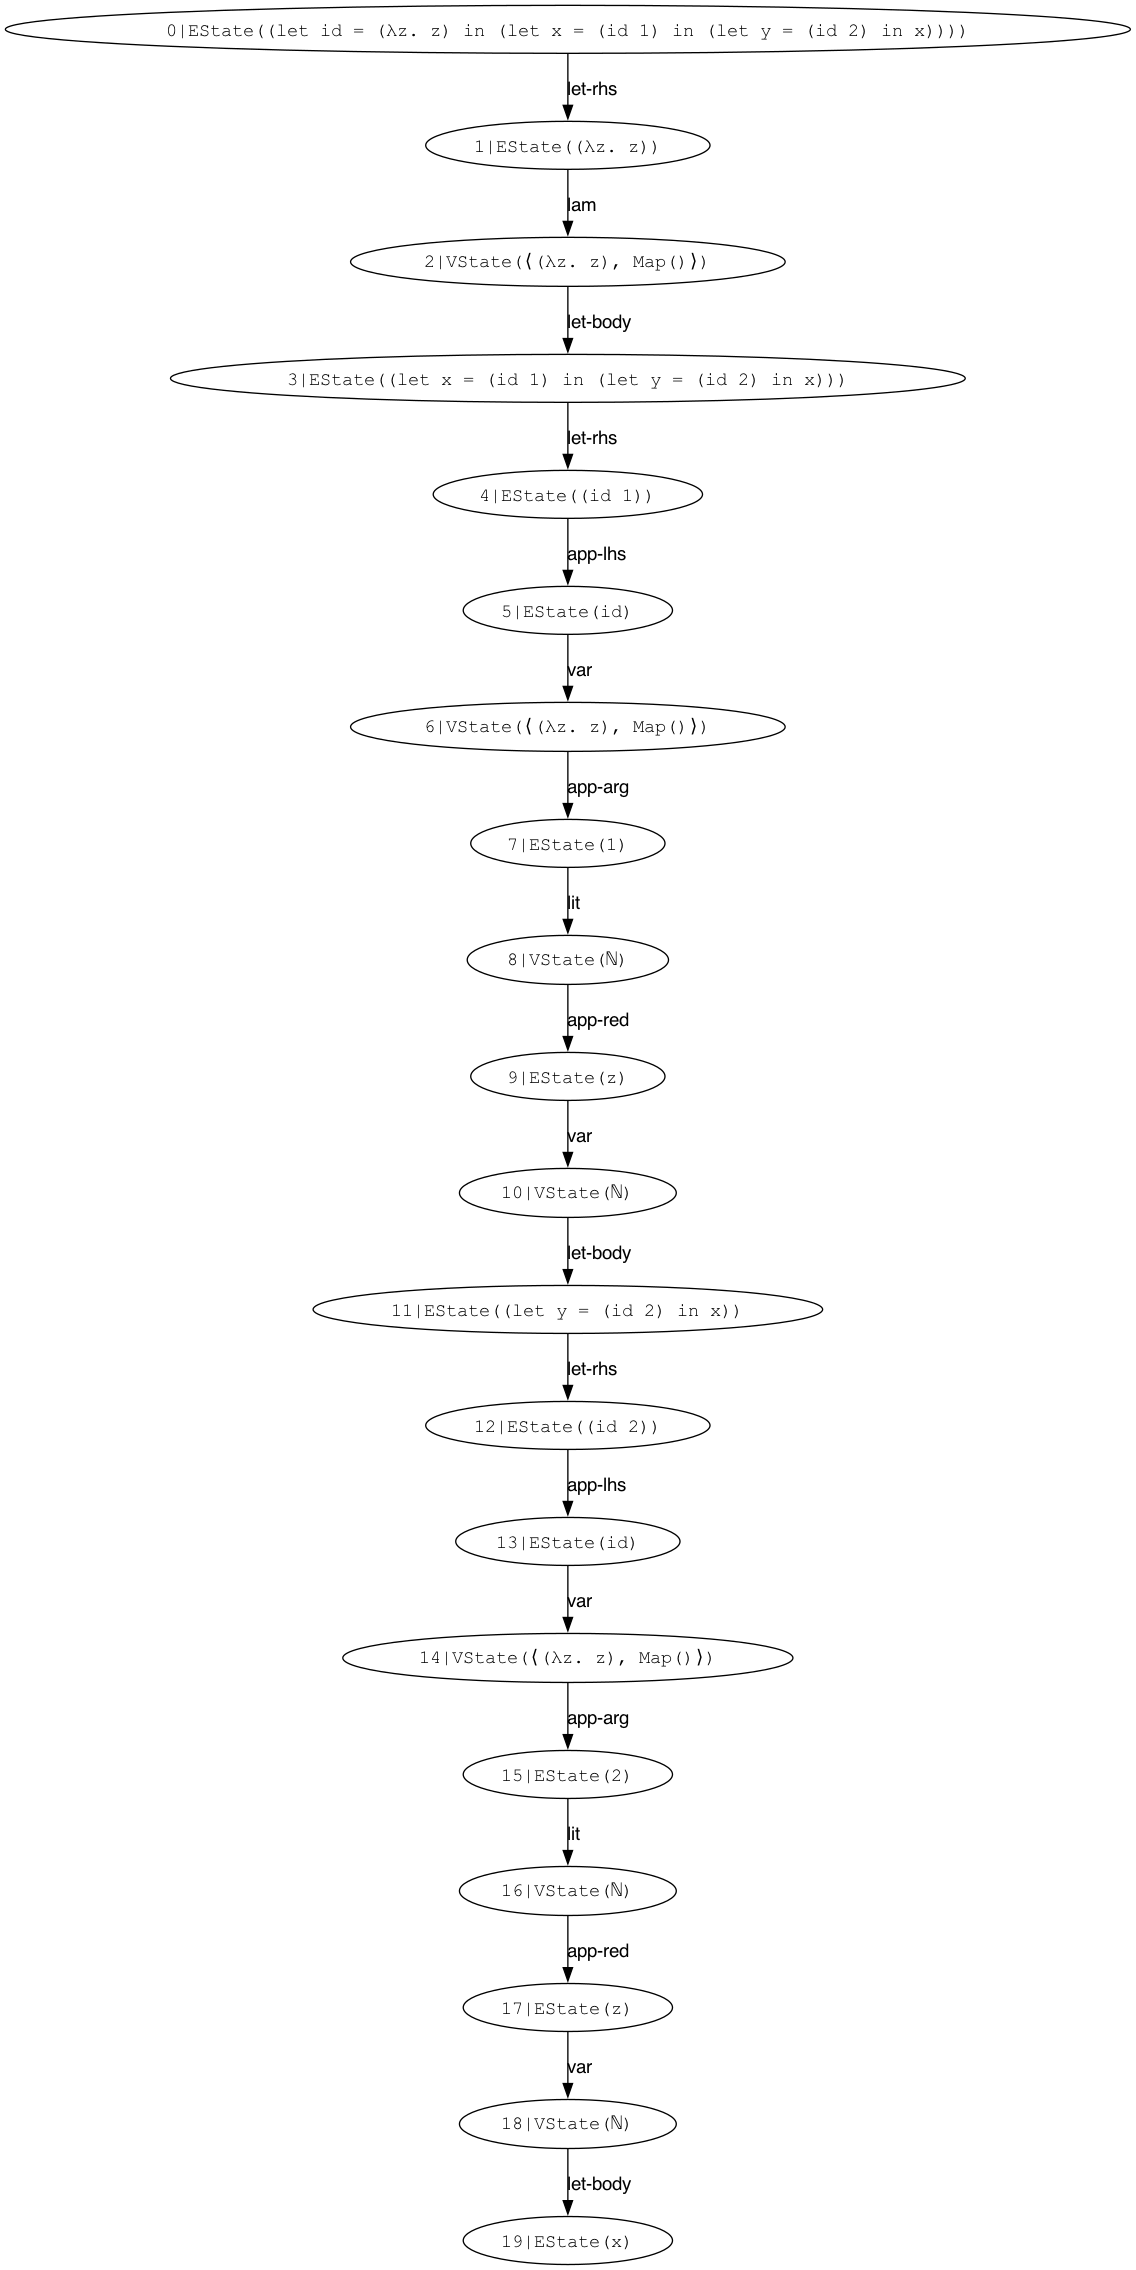 0|EState((let id = (λz. z) in (let x = (id 1) in (let y = (id 2) in x))))
let-rhs
1|EState((λz. z))
lam
2|VState(⟨(λz. z), Map()⟩)
let-body
3|EState((let x = (id 1) in (let y = (id 2) in x)))
let-rhs
4|EState((id 1))
app-lhs
5|EState(id)
var
6|VState(⟨(λz. z), Map()⟩)
app-arg
7|EState(1)
lit
8|VState(ℕ)
app-red
9|EState(z)
var
10|VState(ℕ)
let-body
11|EState((let y = (id 2) in x))
let-rhs
12|EState((id 2))
app-lhs
13|EState(id)
var
14|VState(⟨(λz. z), Map()⟩)
app-arg
15|EState(2)
lit
16|VState(ℕ)
app-red
17|EState(z)
var
18|VState(ℕ)
let-body
19|EState(x)